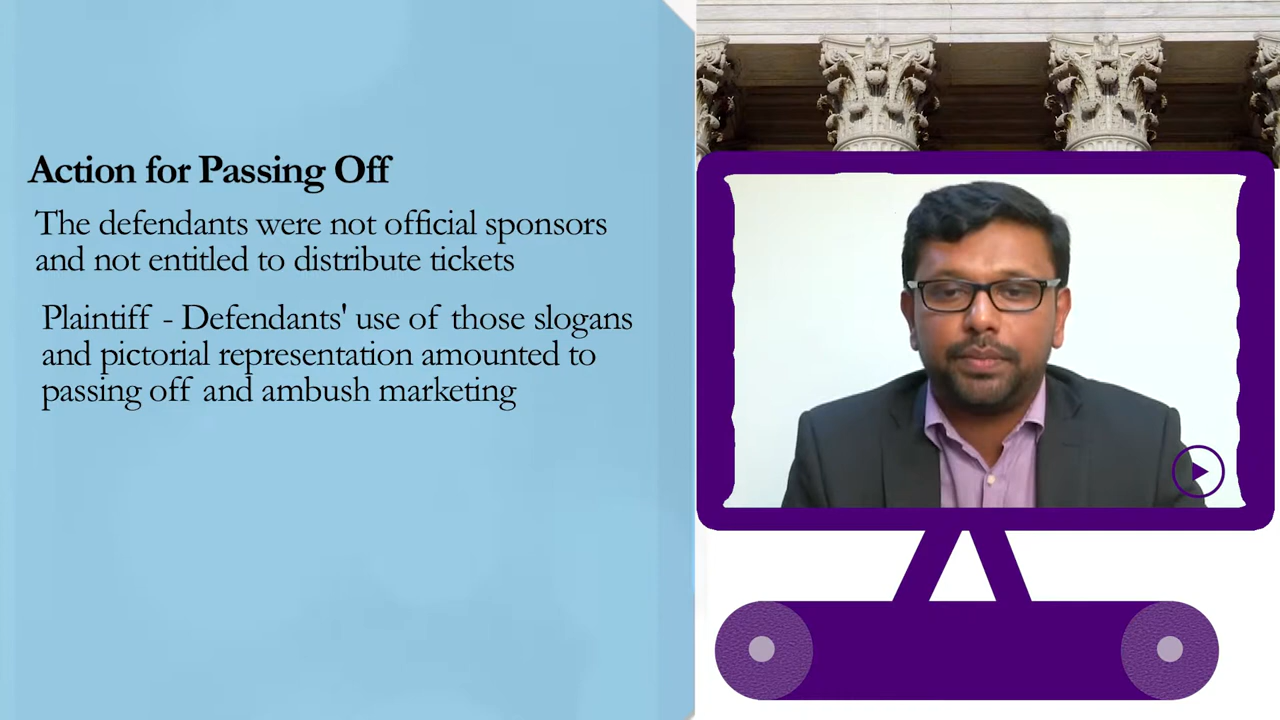 Action for Passing Off
The defendants were not official sponsors
and not entitled to distribute tickets
Plaintiff - Defendants' use of those slogans
and pictorial representation amounted to
passing off and ambush marketing